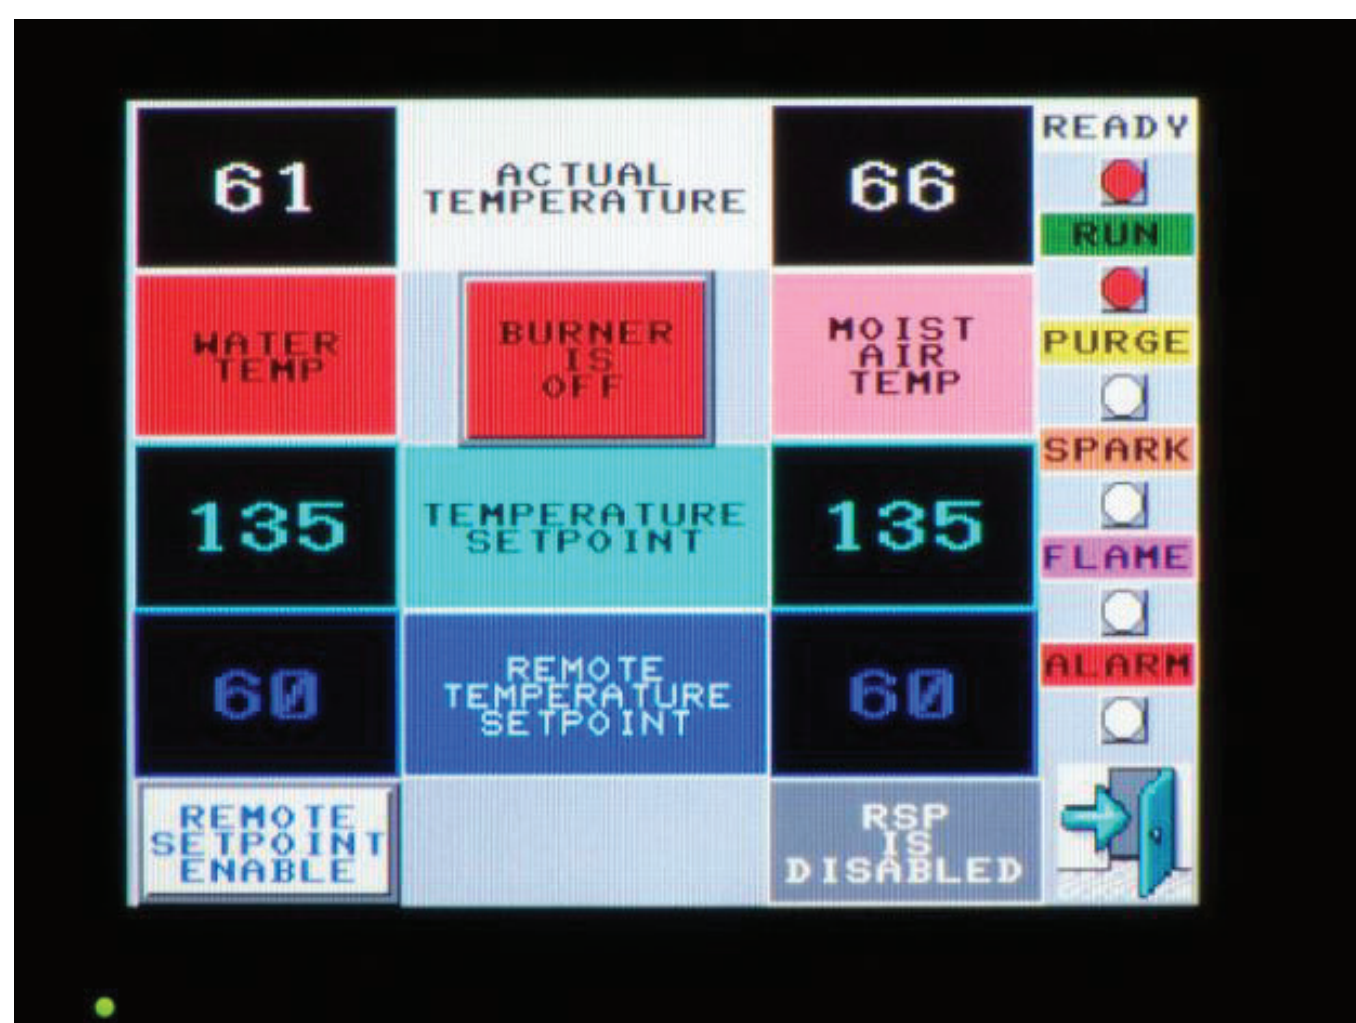 61
ACTUAL
TEMPERATURE
66
READY
RUN
WATER
TEMP
BURNER
IS
OFF
MOIST
AIR
TEMP
PURGE
SPARK
135
TEMPERATURE
SETPOINT
135
FLAME
60
REMOTE
TEMPERATURE
SETPOINT
60
ALARM
REMOTE
SETPOINT
ENABLE
RSP
IS
DISABLED